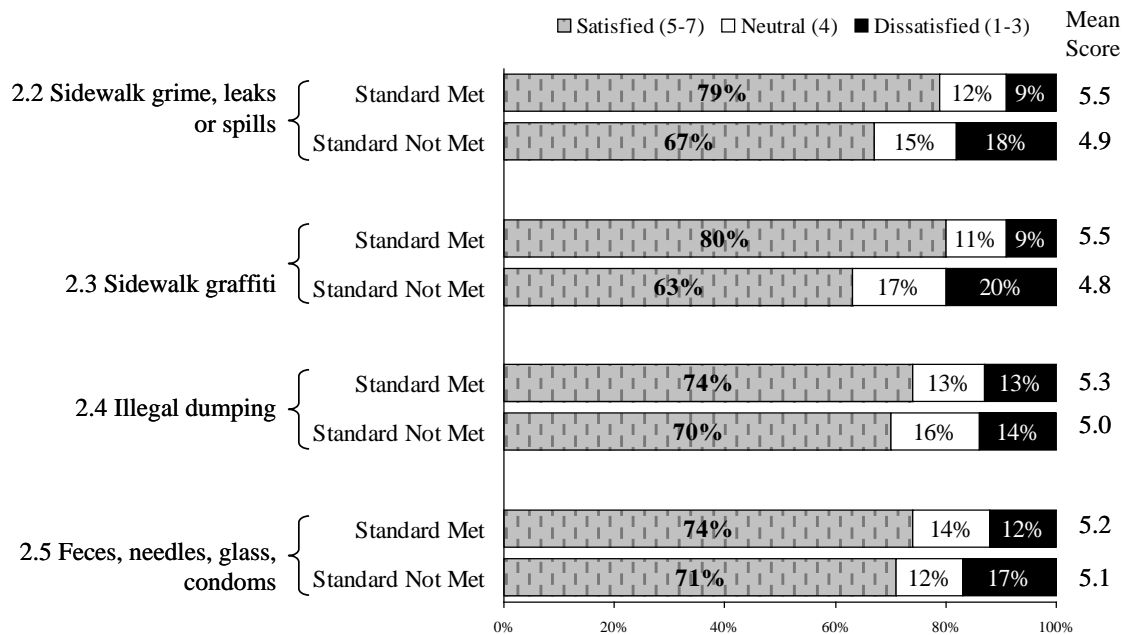 Satisfied (5-7) Neutral (4) Dissatisfied (1-3)
Mean
Score
2.2 Sidewalk grime, leaks
or spills
Standard Met 79% 12% 9% 5.5
Standard Not Met 67% 15% 18% 4.9
2.3 Sidewalk graffiti
Standard Met 80% 11% 9% 5.5
Standard Not Met 63% 17% 20% 4.8
2.4 Illegal dumping
Standard Met 74% 13% 13% 5.3
Standard Not Met 70% 16% 14% 5.0
2.5 Feces, needles, glass,
condoms
Standard Met 74% 14% 12% 5.2
Standard Not Met 71% 12% 17% 5.1
0% 20% 40% 60% 80% 100%